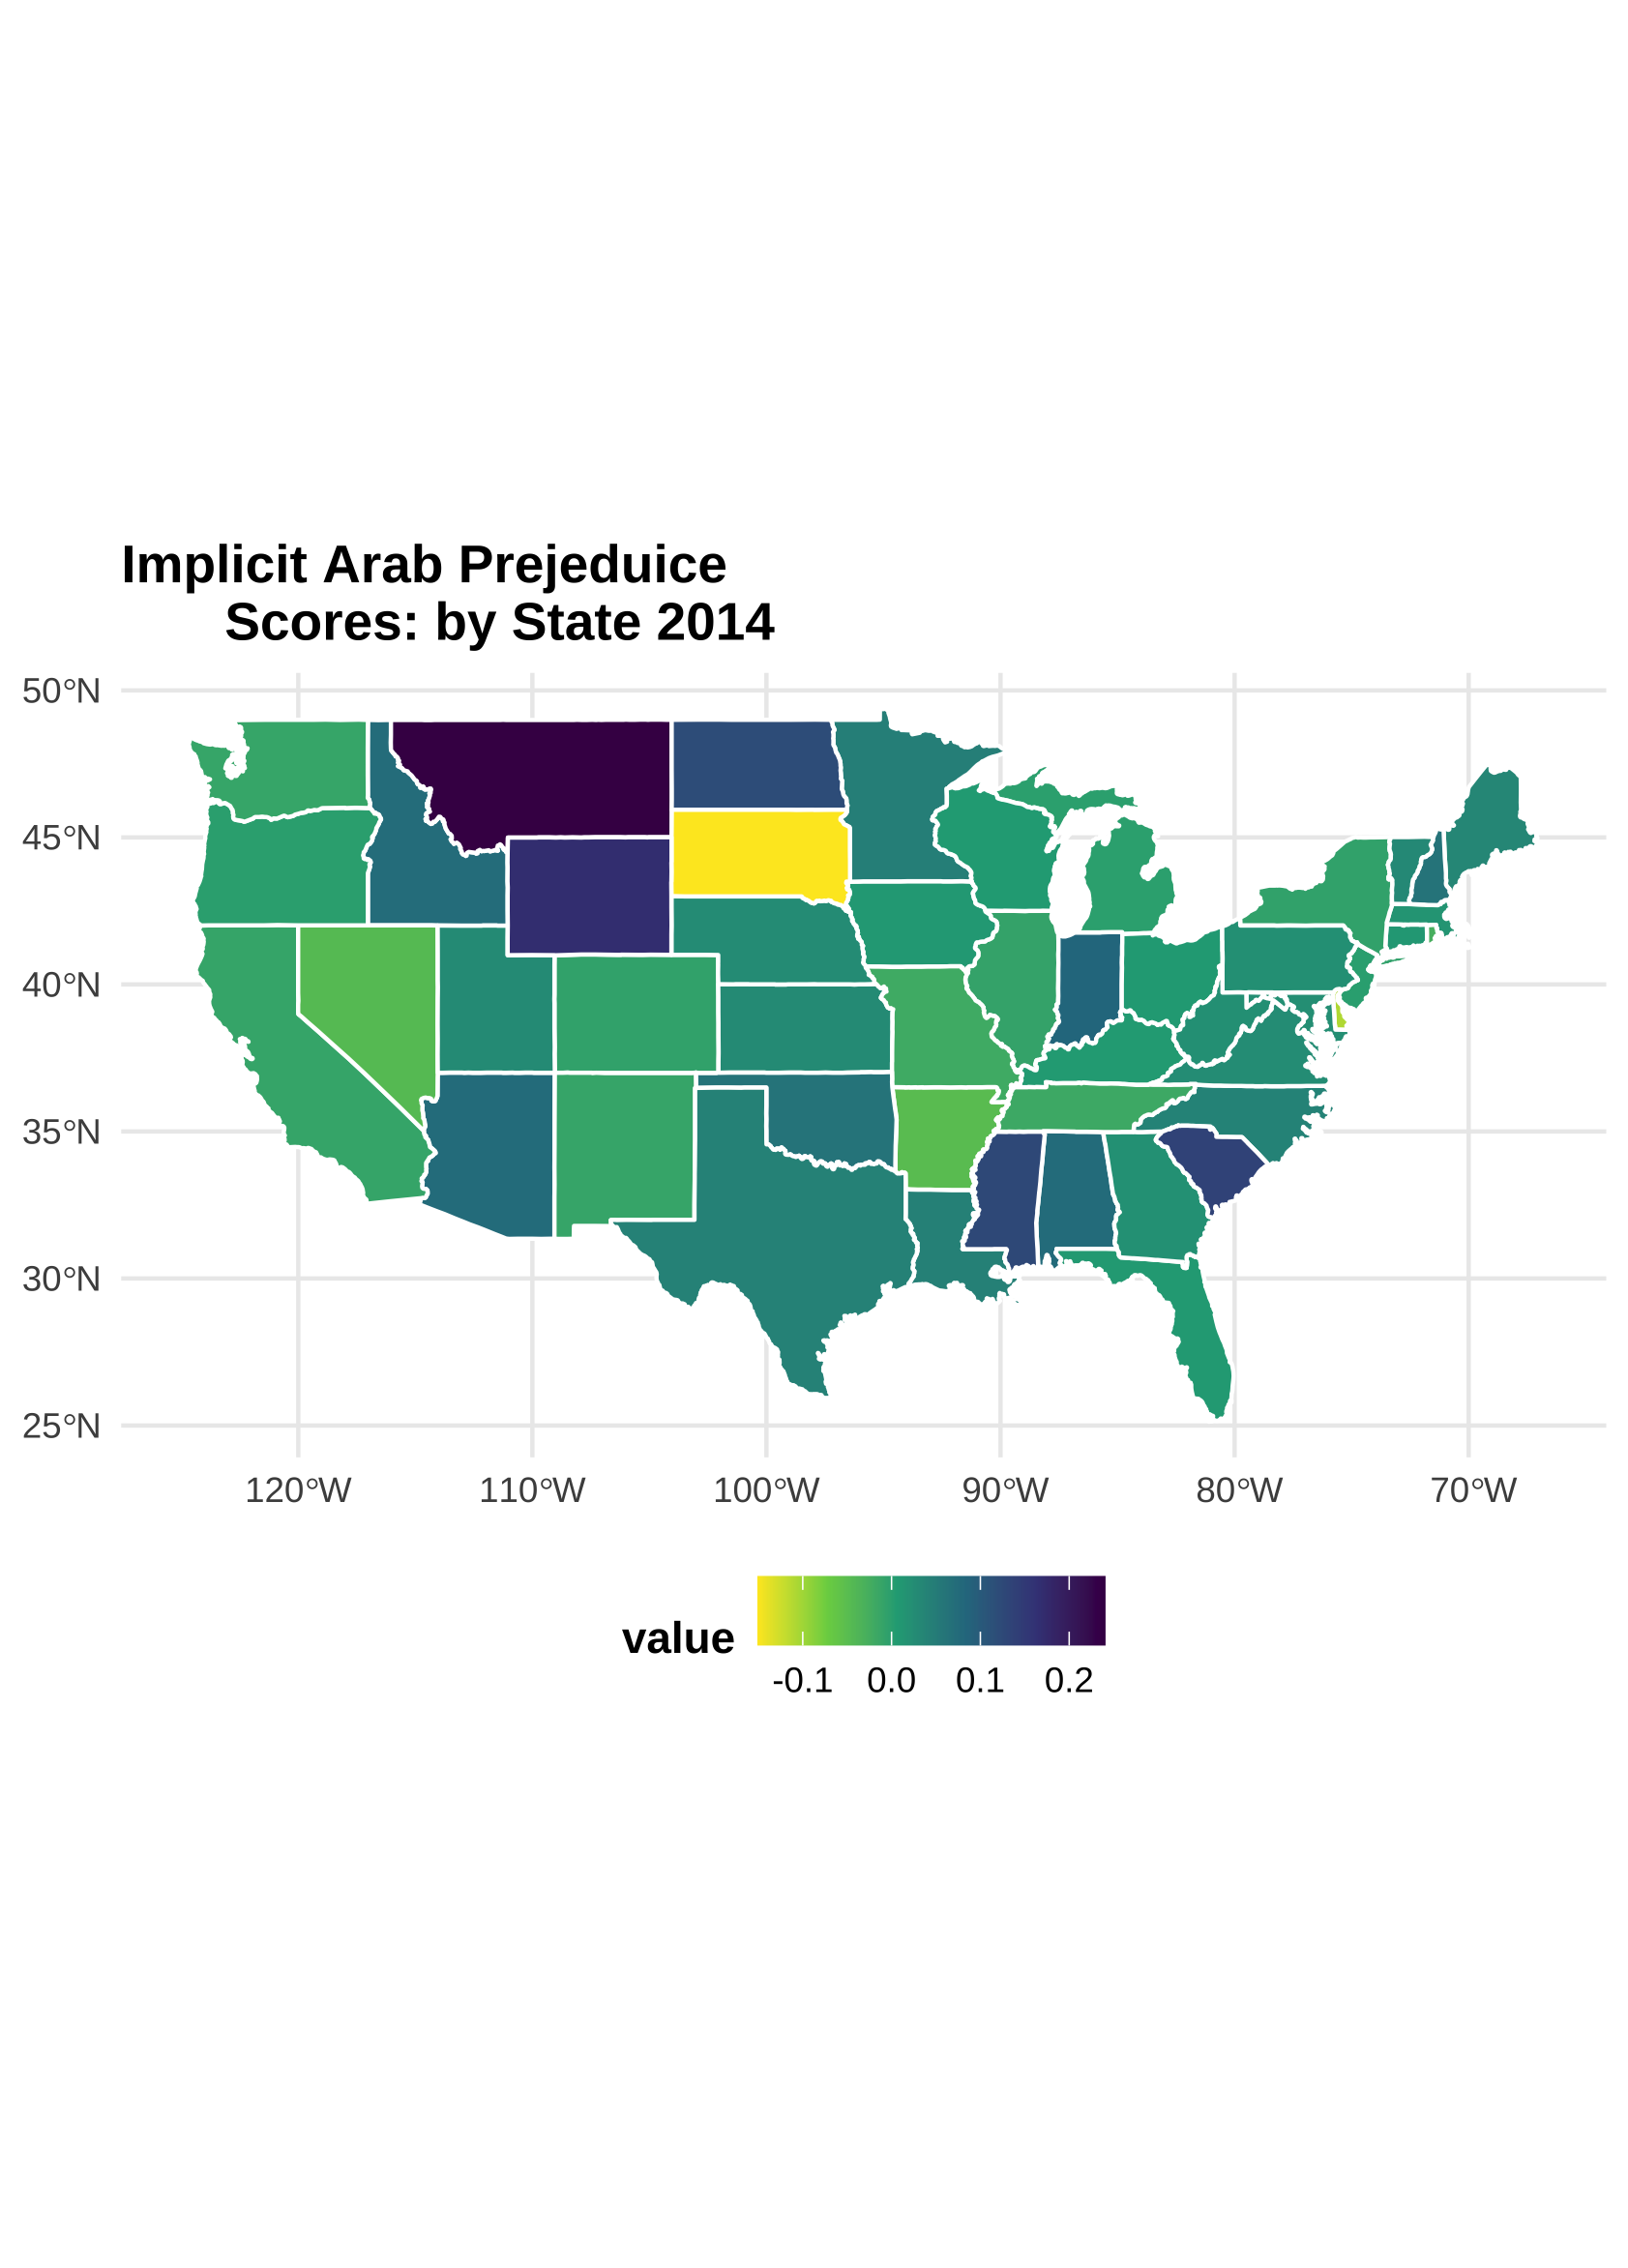 Implicit Arab Prejeduice
Scores: by State 2014
50°N
45°N
40°N
35°N
30°N
25°N
120°W 110°W 100°W 90°W 80°W 70°W
value
-0.1 0.0 0.1 0.2